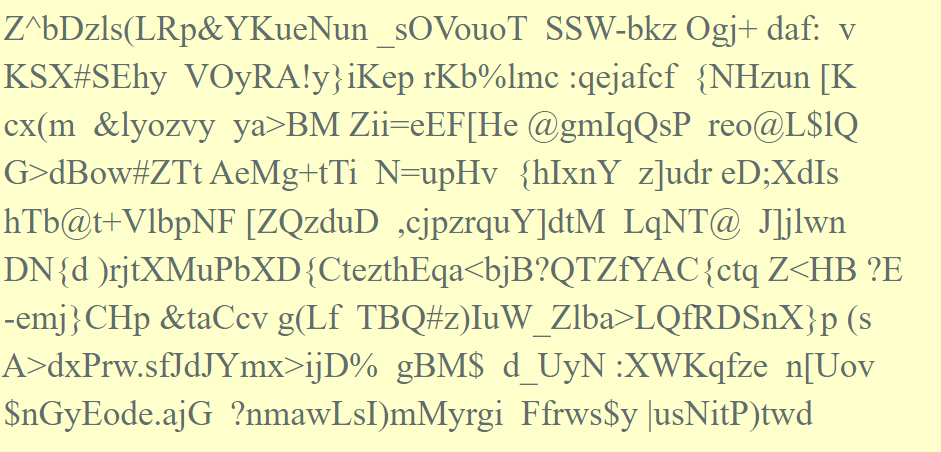 Z^bDzls(LRp&YKueNun _sOVouoT  SSW-bkz Ogj+ daf:  v
KSX#SEhy  VOyRA!y}iKep rKb%lmc :qejafcf  {NHzun [K
cx(m  &lyozvy  ya>BM Zii=eEF[He @gmIqQsP  reo@L$lQ
G>dBow#ZTt AeMg+tTi  N=upHv  {hIxnY  z]udr eD;XdIs
hTb@t+VlbpNF [ZQzduD  ,cjpzrquY]dtM  LqNT@  J]jlwn
DN{d )rjtXMuPbXD{CtezthEqa<bjB?QTZfYAC{ctq Z<HB ?E
-emj}CHp &taCcv g(Lf  TBQ#z)IuW_Zlba>LQfRDSnX}p (s
A>dxPrw.sfJdJYmx>ijD%  gBM$  d_UyN :XWKqfze  n[Uov
$nGyEode.ajG  ?nmawLsI)mMyrgi  Ffrws$y |usNitP)twd